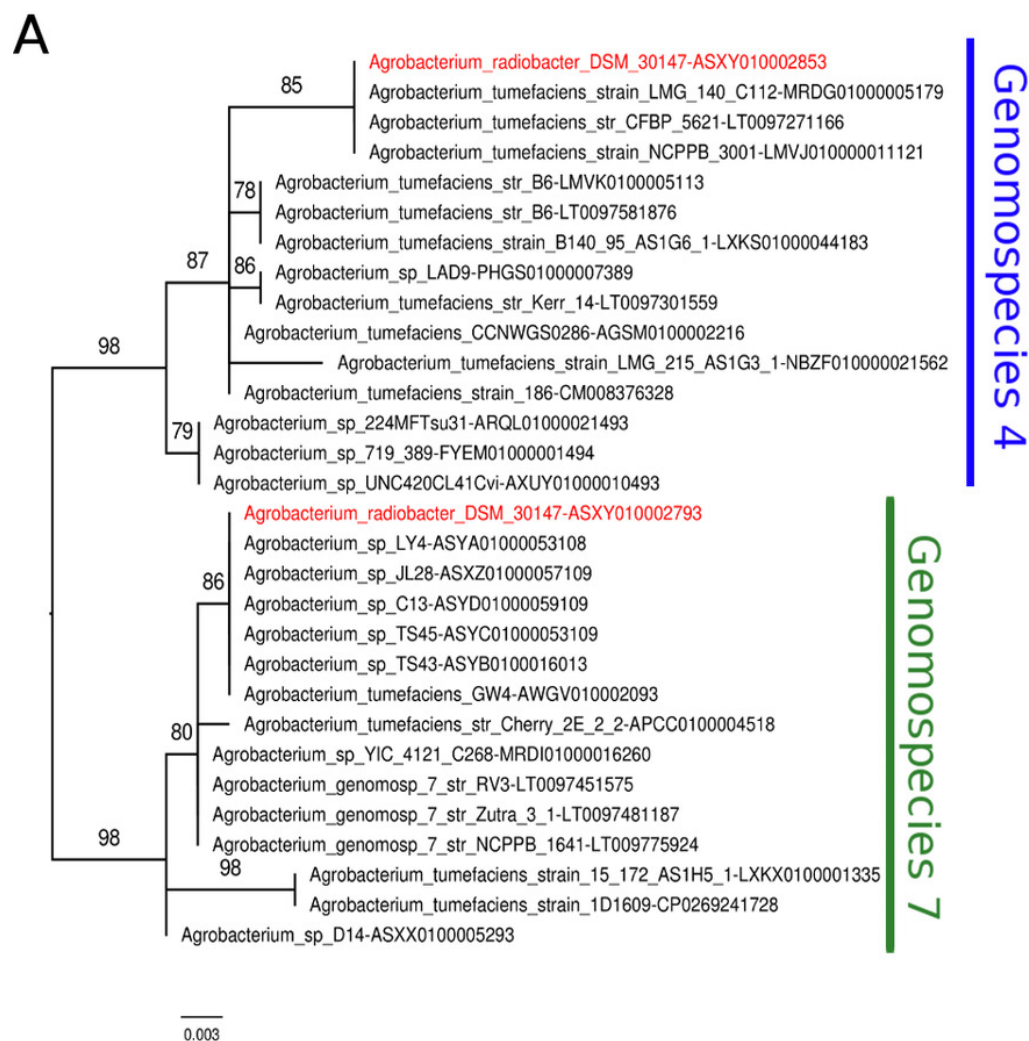 A
Agrobacterium_radiobacter_DSM_30147-ASXY010002853
85
Agrobacterium_tumefaciens_strain_LMG_140_C112-MRDG01000005179
Agrobacterium_tumefaciens_str_CFBP_5621-LT0097271166
Agrobacterium_tumefaciens_strain_NCPPB_3001-LMVJ010000011121
Agrobacterium_tumefaciens_str_B6-LMVK0100005113
78
Agrobacterium_tumefaciens_str_B6-LT0097581876
Agrobacterium_tumefaciens_strain_B140_95_AS1G6_1-LXKS01000044183
87
86
Agrobacterium_sp_LAD9-PHGS01000007389
Agrobacterium_tumefaciens_str_Kerr_14-LT0097301559
Agrobacterium_tumefaciens_CCNWGS0286-AGSM0100002216
98
Agrobacterium_tumefaciens_strain_LMG_215_AS1G3_1-NBZF010000021562
Agrobacterium_tumefaciens_strain_186-CM008376328
Agrobacterium_sp_224MFTsu31-ARQL01000021493
79
Agrobacterium_sp_719_389-FYEM01000001494
Agrobacterium_sp_UNC420CL41Cvi-AXUY01000010493
Genomospecies 4
Agrobacterium_radiobacter_DSM_30147-ASXY010002793
Agrobacterium_sp_LY4-ASYA01000053108
Agrobacterium_sp_JL28-ASXZ01000057109
86
Agrobacterium_sp_C13-ASYD01000059109
Agrobacterium_sp_TS45-ASYC01000053109
Agrobacterium_sp_TS43-ASYB0100016013
Agrobacterium_tumefaciens_GW4-AWGV010002093
Agrobacterium_tumefaciens_str_Cherry_2E_2_2-APCC0100004518
80
Agrobacterium_sp_YIC_4121_C268-MRDI01000016260
Agrobacterium_genomosp_7_str_RV3-LT0097451575
Agrobacterium_genomosp_7_str_Zutra_3_1-LT0097481187
98
Agrobacterium_genomosp_7_str_NCPPB_1641-LT009775924
98
Agrobacterium_tumefaciens_strain_15_172_AS1H5_1-LXKX0100001335
Agrobacterium_tumefaciens_strain_1D1609-CP0269241728
Agrobacterium_sp_D14-ASXX0100005293
Genomospecies 7
0.003